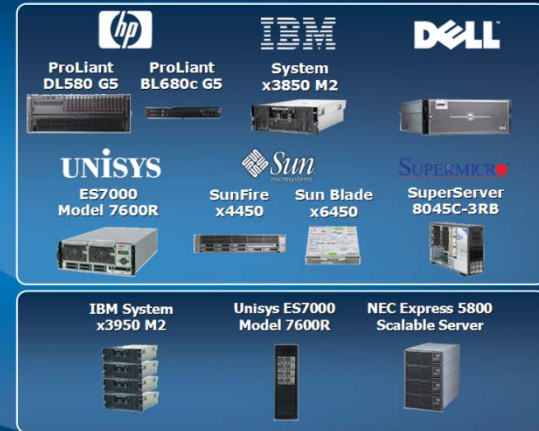 hp
IBM
DELL
ProLiant
DL580 G5
ProLiant
BL680c G5
System
x3850 M2
UNISYS
Sun
microsystems
SUPERMICRO
ES7000
Model 7600R
SunFire
x4450
Sun Blade
x6450
SuperServer
8045C-3RB
IBM System
x3950 M2
Unisys ES7000
Model 7600R
NEC Express 5800
Scalable Server